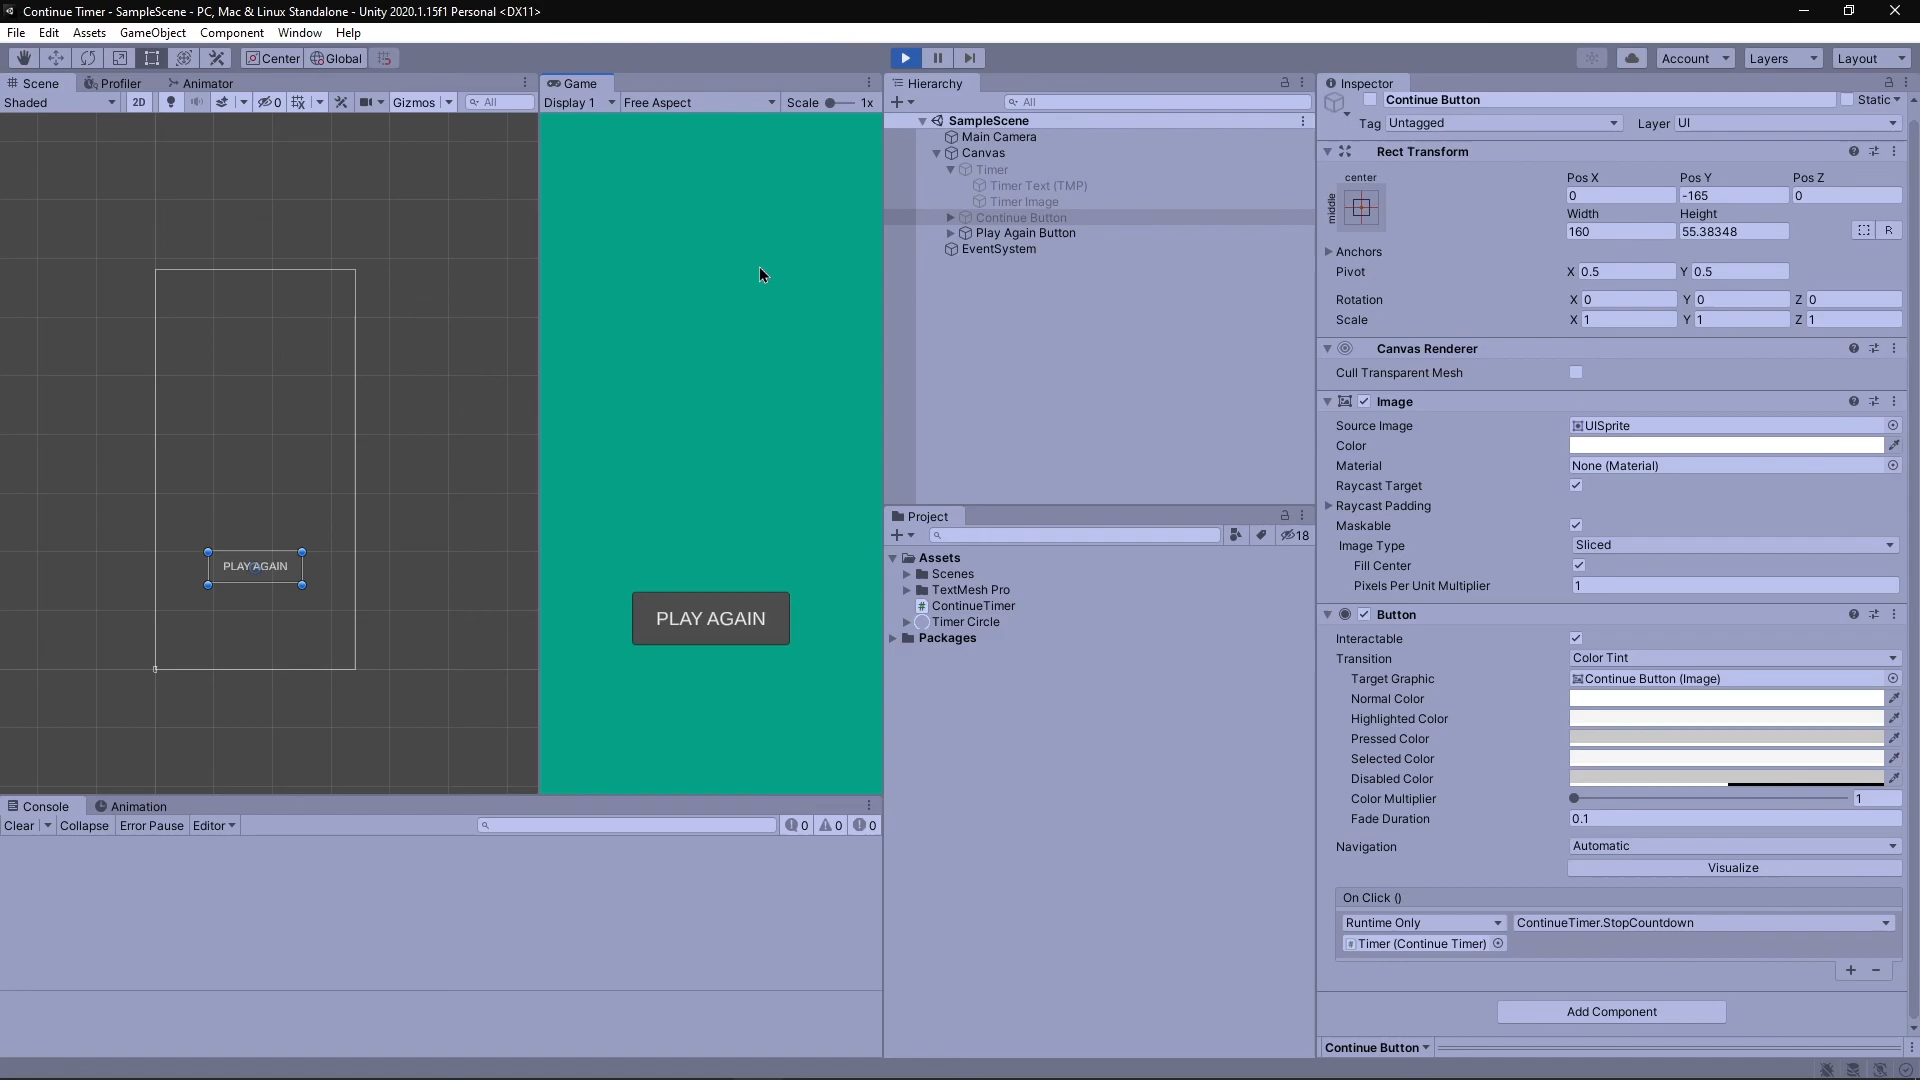 Continue Timer - SampleScene - PC, Mac & Linux Standalone - Unity 2020.1.15f1 Personal <DX11>
File Edit Assets GameObject Component Window Help
Center Global Account Layers Layout
Scene Profiler Animator
Shaded 2D 0 Gizmos All
PLAY AGAIN
Game
Display 1 Free Aspect Scale 1x
PLAY AGAIN
Console Animation
Clear Collapse Error Pause Editor 0 0 0
Hierarchy
All
SampleScene
Main Camera
Canvas
Timer
Timer Text (TMP)
Timer Image
Continue Button
Play Again Button
EventSystem
Project
18
Assets
Scenes
TextMesh Pro
# ContinueTimer
Timer Circle
Packages
Inspector
Continue Button Static
Tag Untagged Layer UI
Rect Transform
center
middle
Pos X Pos Y Pos Z
0 -165 0
Width Height
160 55.38348 R
Anchors
Pivot X 0.5 Y 0.5
Rotation X 0 Y 0 Z 0
Scale X 1 Y 1 Z 1
Canvas Renderer
Cull Transparent Mesh
Image
Source Image UISprite
Color
Material None (Material)
Raycast Target
Raycast Padding
Maskable
Image Type Sliced
Fill Center
Pixels Per Unit Multiplier 1
Button
Interactable
Transition Color Tint
Target Graphic Continue Button (Image)
Normal Color
Highlighted Color
Pressed Color
Selected Color
Disabled Color
Color Multiplier 1
Fade Duration 0.1
Navigation Automatic
Visualize
On Click ()
Runtime Only ContinueTimer.StopCountdown
# Timer (Continue Timer)
+ −
Add Component
Continue Button